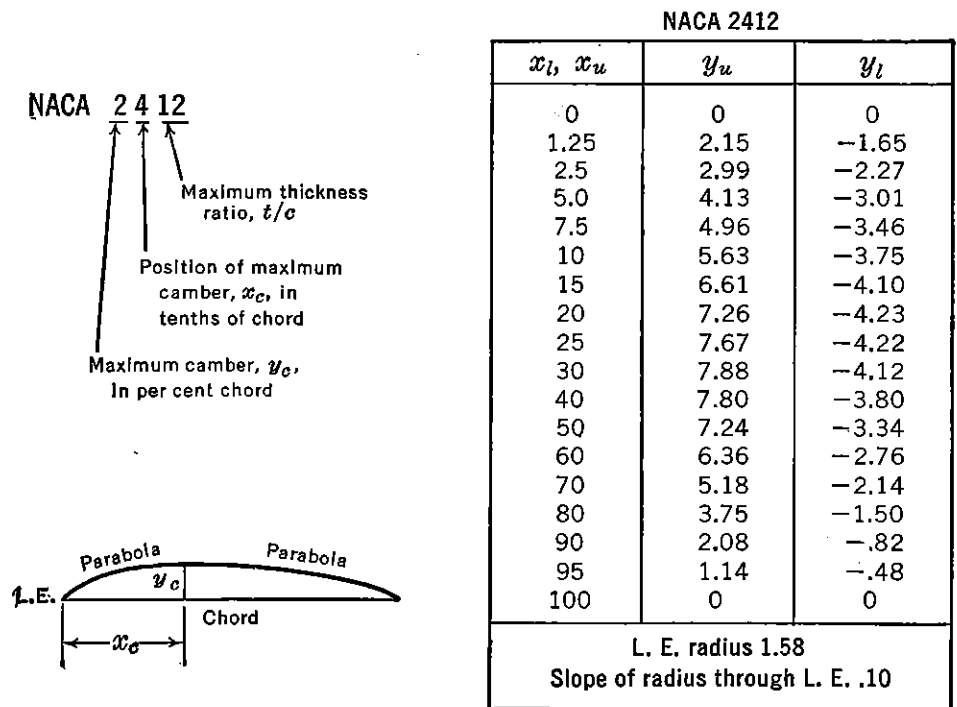 NACA 2 4 12
Maximum thickness
ratio, t/c
Position of maximum
camber, x_c, in
tenths of chord
Maximum camber, y_c,
In per cent chord
Parabola Parabola
y_c
L.E.
Chord
x_c
NACA 2412
x_l, x_u y_u y_l
0 0 0
1.25 2.15 −1.65
2.5 2.99 −2.27
5.0 4.13 −3.01
7.5 4.96 −3.46
10 5.63 −3.75
15 6.61 −4.10
20 7.26 −4.23
25 7.67 −4.22
30 7.88 −4.12
40 7.80 −3.80
50 7.24 −3.34
60 6.36 −2.76
70 5.18 −2.14
80 3.75 −1.50
90 2.08 −.82
95 1.14 −.48
100 0 0
L. E. radius 1.58
Slope of radius through L. E. .10